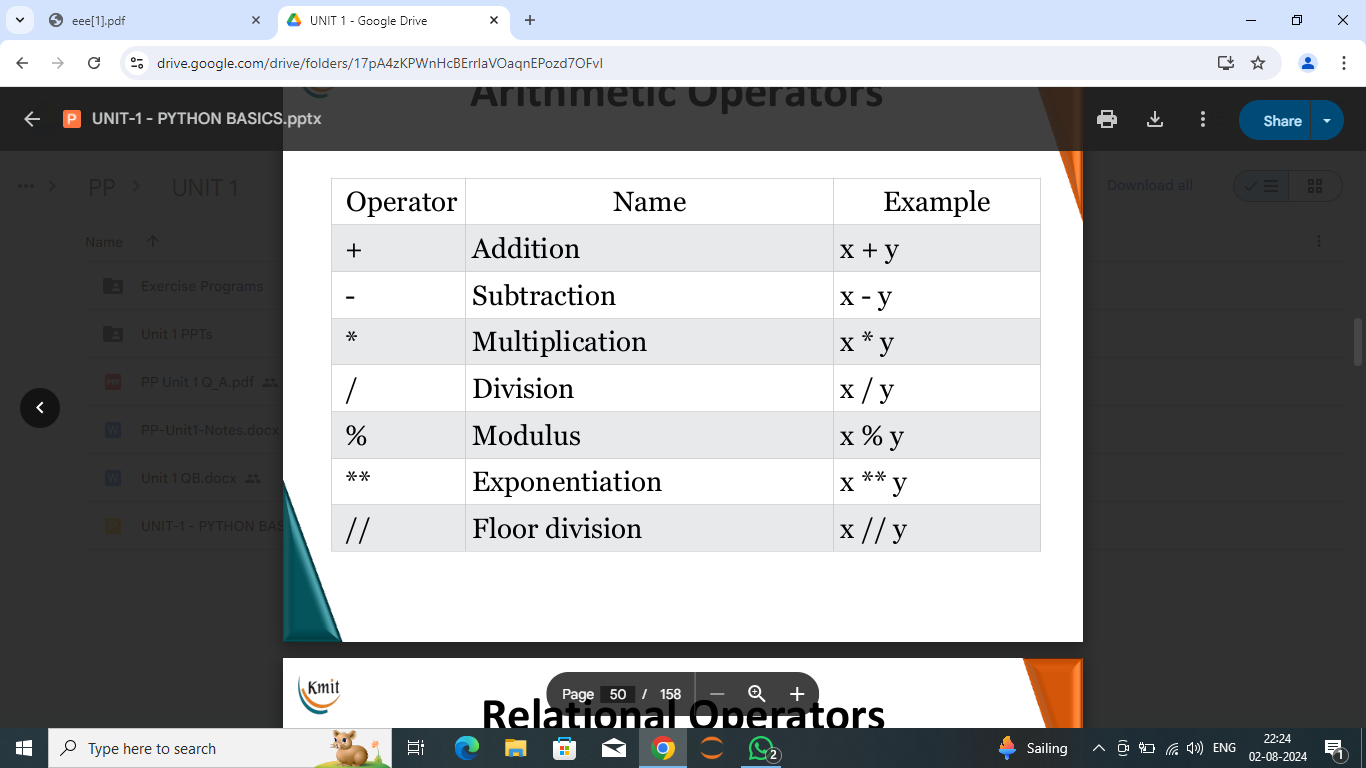 eee[1].pdf
UNIT 1 - Google Drive
drive.google.com/drive/folders/17pA4zKPWnHcBErrIaVOaqnEPozd7OFvI
Arithmetic Operators
P UNIT-1 - PYTHON BASICS.pptx
Share
PP UNIT 1
Download all
Name
Exercise Programs
Unit 1 PPTs
PDF PP Unit 1 Q_A.pdf
W PP-Unit1-Notes.docx
W Unit 1 QB.docx
P UNIT-1 - PYTHON BAS
Operator Name Example
+ Addition x + y
- Subtraction x - y
* Multiplication x * y
/ Division x / y
% Modulus x % y
** Exponentiation x ** y
// Floor division x // y
Kmit
Page 50 / 158
Relational Operators
Type here to search
2
Sailing
ENG
22:24
02-08-2024
1